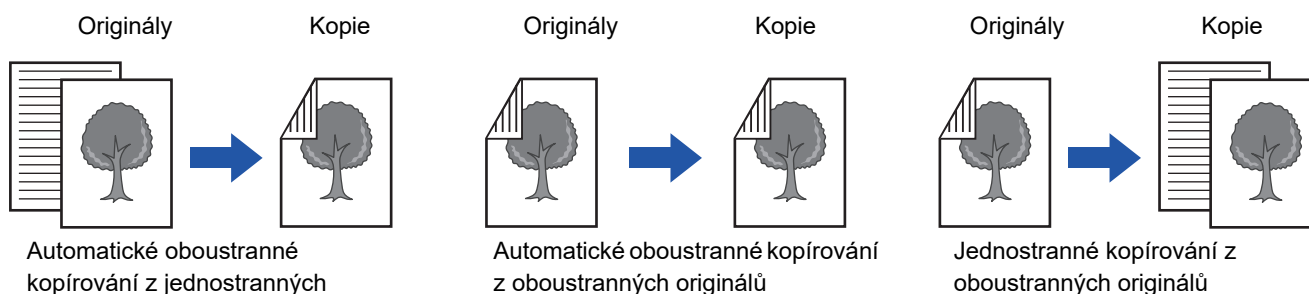 Originály
Kopie
Originály
Kopie
Originály
Kopie
Automatické oboustranné
kopírování z jednostranných
Automatické oboustranné kopírování
z oboustranných originálů
Jednostranné kopírování z
oboustranných originálů